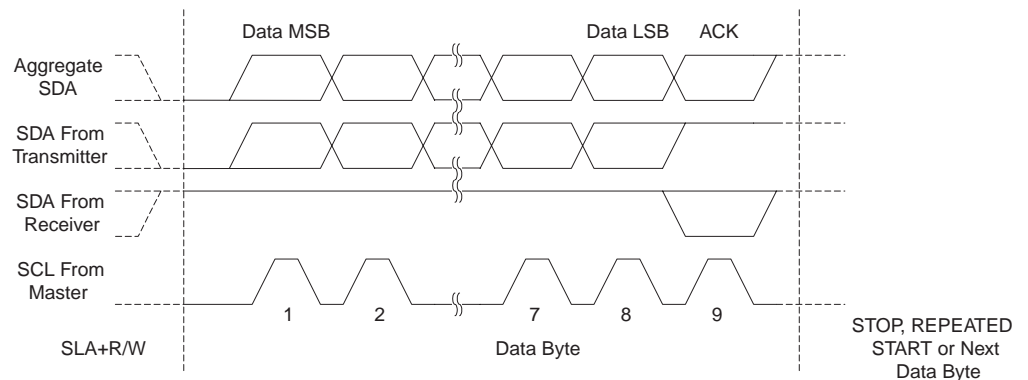 Data MSB
Data LSB
ACK
Aggregate
SDA
SDA From
Transmitter
SDA From
Receiver
SCL From
Master
1
2
7
8
9
SLA+R/W
Data Byte
STOP, REPEATED
START or Next
Data Byte